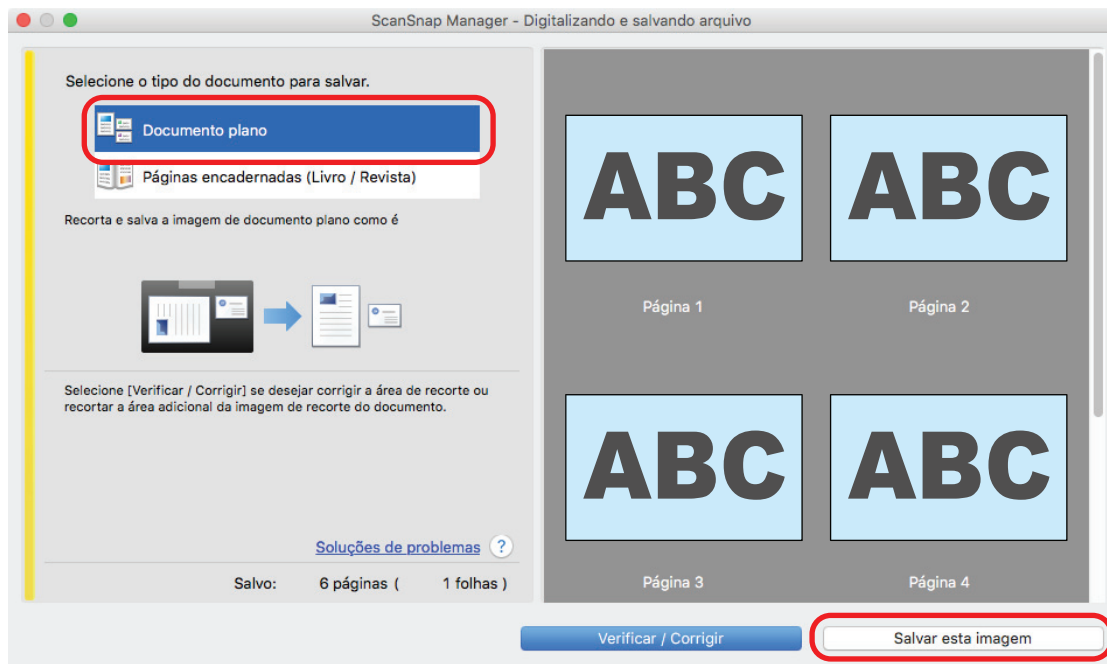 ScanSnap Manager - Digitalizando e salvando arquivo
Selecione o tipo do documento para salvar.
Documento plano
Páginas encadernadas (Livro / Revista)
Recorta e salva a imagem de documento plano como é
Selecione [Verificar / Corrigir] se desejar corrigir a área de recorte ou
recortar a área adicional da imagem de recorte do documento.
Soluções de problemas ?
Salvo: 6 páginas ( 1 folhas )
ABC ABC
Página 1 Página 2
ABC ABC
Página 3 Página 4
Verificar / Corrigir Salvar esta imagem